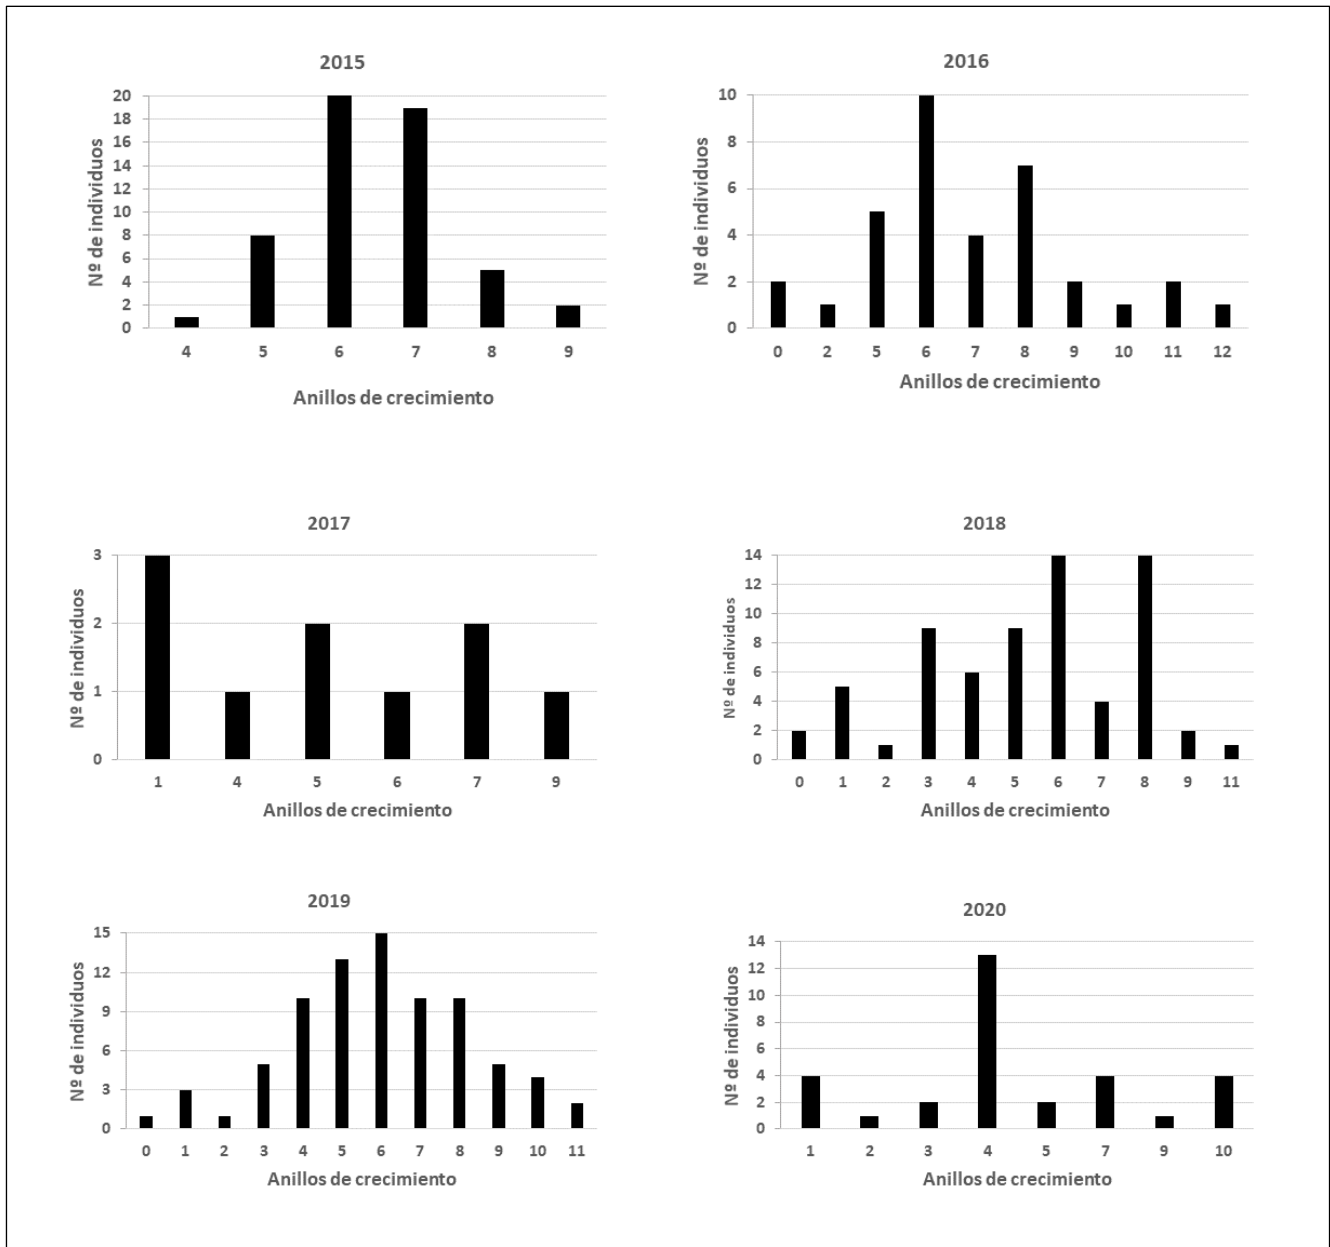 2015
20
18
16
14
12
10
8
6
4
2
0
Nº de individuos
4 5 6 7 8 9
Anillos de crecimiento
2016
10
8
6
4
2
0
Nº de individuos
0 2 5 6 7 8 9 10 11 12
Anillos de crecimiento
2017
3
2
1
0
Nº de individuos
1 4 5 6 7 9
Anillos de crecimiento
2018
14
12
10
8
6
4
2
0
Nº de individuos
0 1 2 3 4 5 6 7 8 9 11
Anillos de crecimiento
2019
15
12
9
6
3
0
Nº de individuos
0 1 2 3 4 5 6 7 8 9 10 11
Anillos de crecimiento
2020
14
12
10
8
6
4
2
0
Nº de individuos
1 2 3 4 5 7 9 10
Anillos de crecimiento